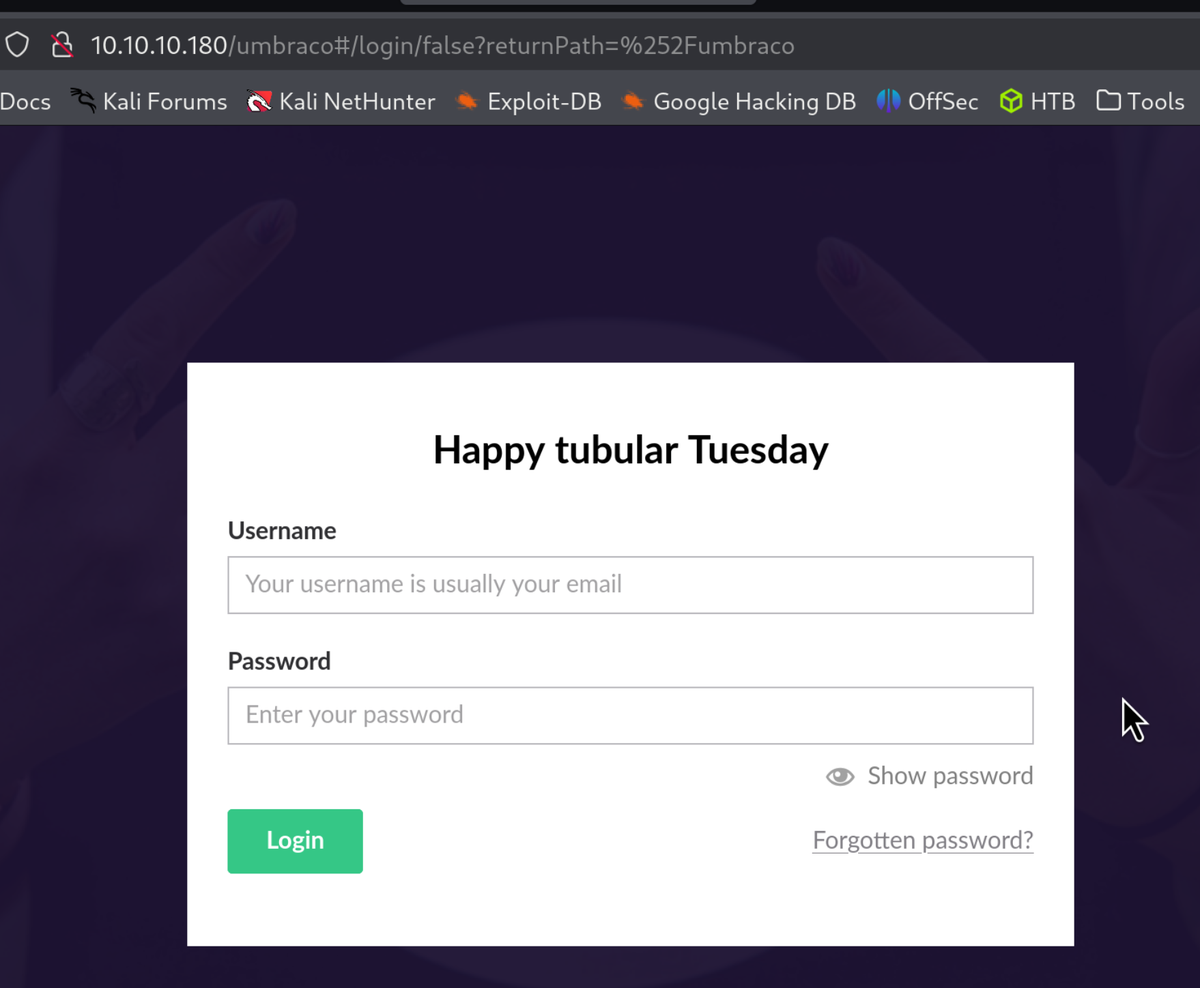 10.10.10.180/umbraco#/login/false?returnPath=%252Fumbraco
Docs Kali Forums Kali NetHunter Exploit-DB Google Hacking DB OffSec HTB Tools
Happy tubular Tuesday
Username
Your username is usually your email
Password
Enter your password
Show password
Login Forgotten password?